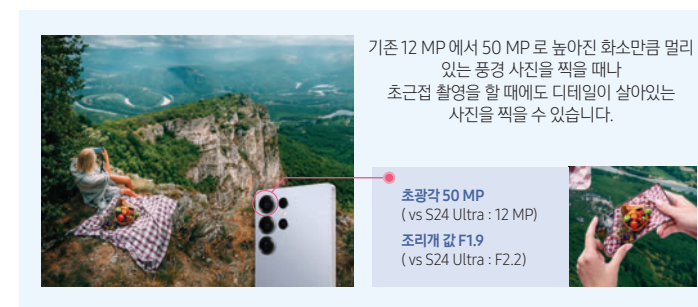 기존 12 MP 에서 50 MP 로 높아진 화소만큼 멀리
있는 풍경 사진을 찍을 때나
초근접 촬영을 할 때에도 디테일이 살아있는
사진을 찍을 수 있습니다.
초광각 50 MP
( vs S24 Ultra : 12 MP)
조리개 값 F1.9
( vs S24 Ultra : F2.2)